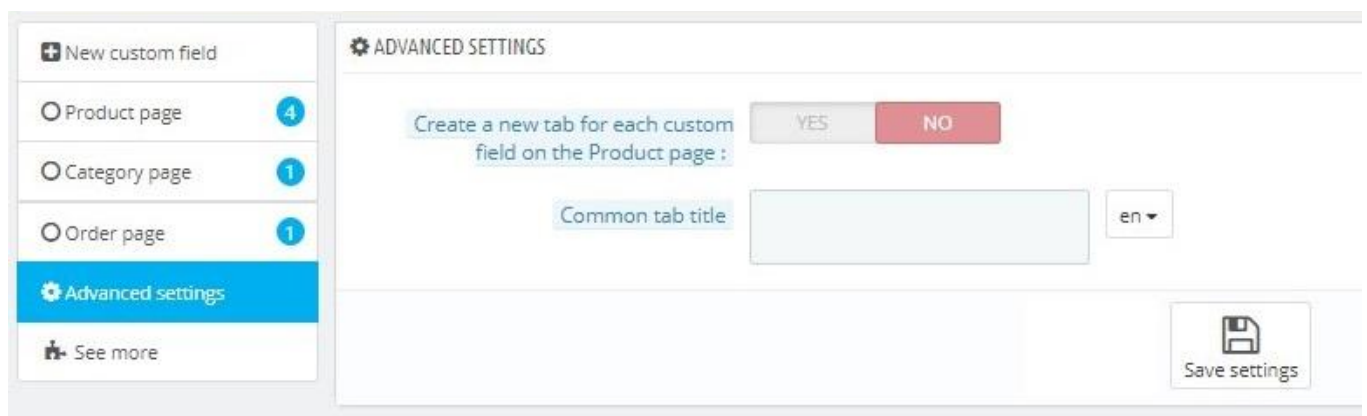 New custom field
Product page 4
Category page 1
Order page 1
Advanced settings
See more
ADVANCED SETTINGS
Create a new tab for each custom
field on the Product page :
YES NO
Common tab title
en
Save settings